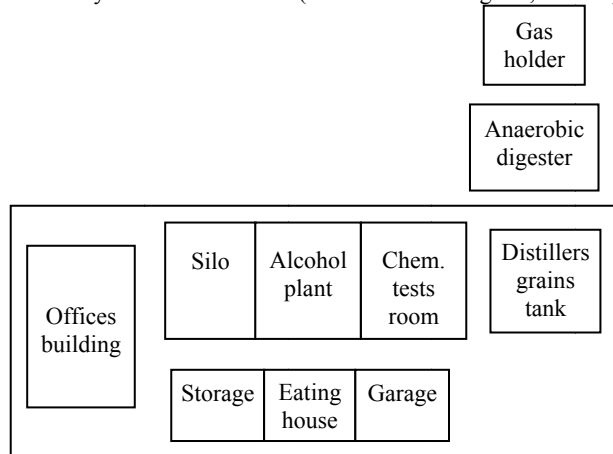 Gas
holder
Anaerobic
digester
Silo
Alcohol
plant
Chem.
tests
room
Distillers
grains
tank
Offices
building
Storage
Eating
house
Garage